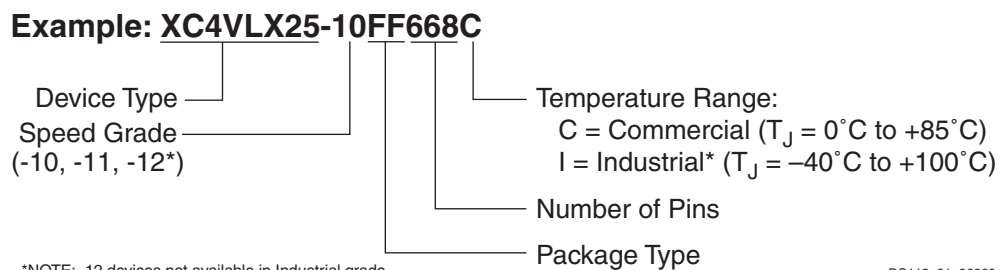 Example: XC4VLX25-10FF668C
Device Type
Temperature Range:
Speed Grade
C = Commercial (TJ = 0˚C to +85˚C)
(-10, -11, -12*)
I = Industrial* (TJ = –40˚C to +100˚C)
Number of Pins
Package Type